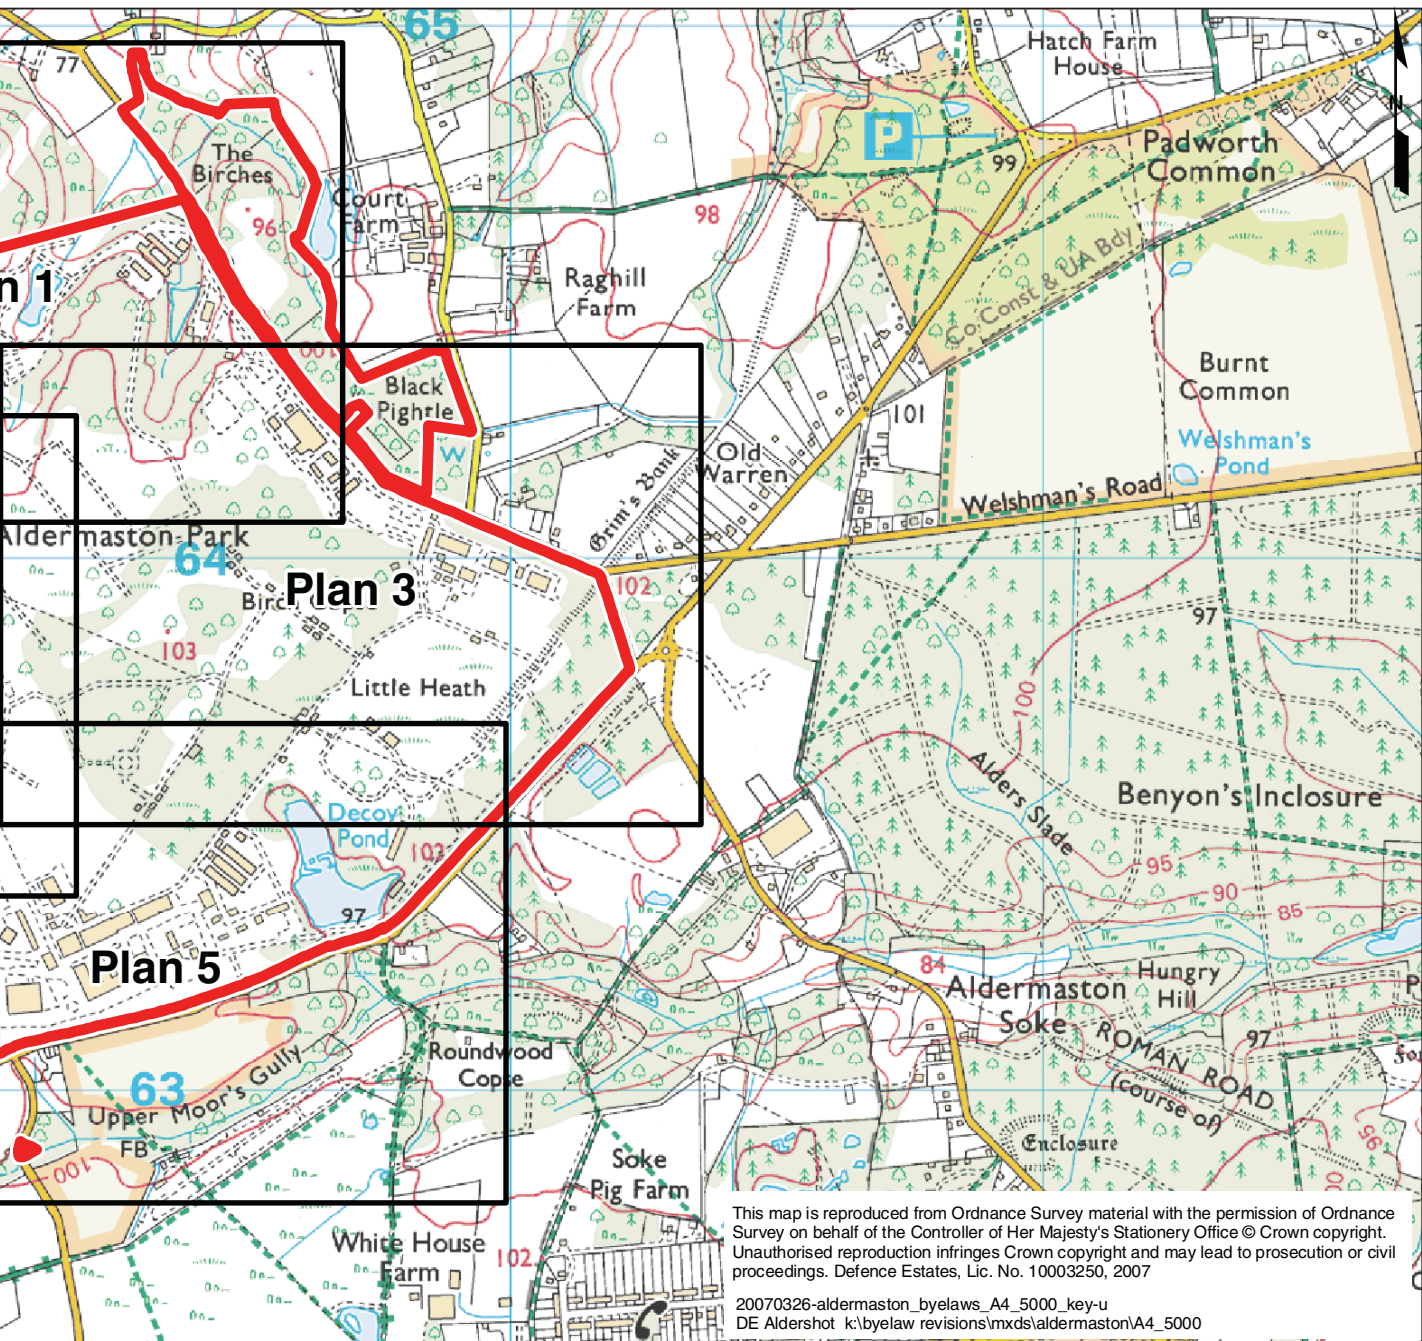 65
77
Hatch Farm
House
N
P
99
Padworth
Common
The
Birches
Court
Farm
96
98
n 1
Raghill
Farm
Co Const & UA Bdy
100
Burnt
Common
Black
Pightle
101
W
Welshman's
Pond
Old
Warren
Grim's Bank
Welshman's Road
Aldermaston Park
64
102
Plan 3
97
103
Little Heath
100
Alders Slade
Benyon's Inclosure
Decoy
Pond
102
95
90
85
97
Plan 5
84
Aldermaston
Soke
Hungry
Hill
ROMAN ROAD
(course of)
97
Roundwood
Copse
63
Upper Moor's Gully
FB
100
Enclosure
95
Soke
Pig Farm
White House
Farm
102
This map is reproduced from Ordnance Survey material with the permission of Ordnance
Survey on behalf of the Controller of Her Majesty's Stationery Office © Crown copyright.
Unauthorised reproduction infringes Crown copyright and may lead to prosecution or civil
proceedings. Defence Estates, Lic. No. 10003250, 2007
20070326-aldermaston_byelaws_A4_5000_key-u
DE Aldershot k:\byelaw revisions\mxds\aldermaston\A4_5000